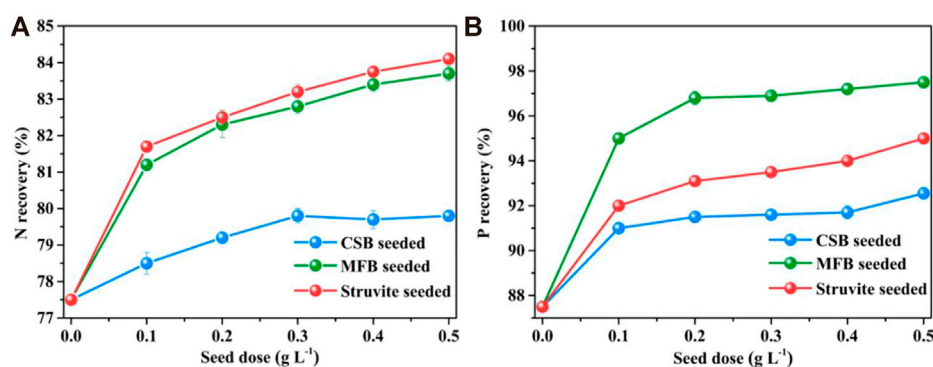 A
N recovery (%)
85
84
83
82
81
80
79
78
77
0.0 0.1 0.2 0.3 0.4 0.5
Seed dose (g L⁻¹)
CSB seeded
MFB seeded
Struvite seeded
B
P recovery (%)
100
98
96
94
92
90
88
0.0 0.1 0.2 0.3 0.4 0.5
Seed dose (g L⁻¹)
CSB seeded
MFB seeded
Struvite seeded